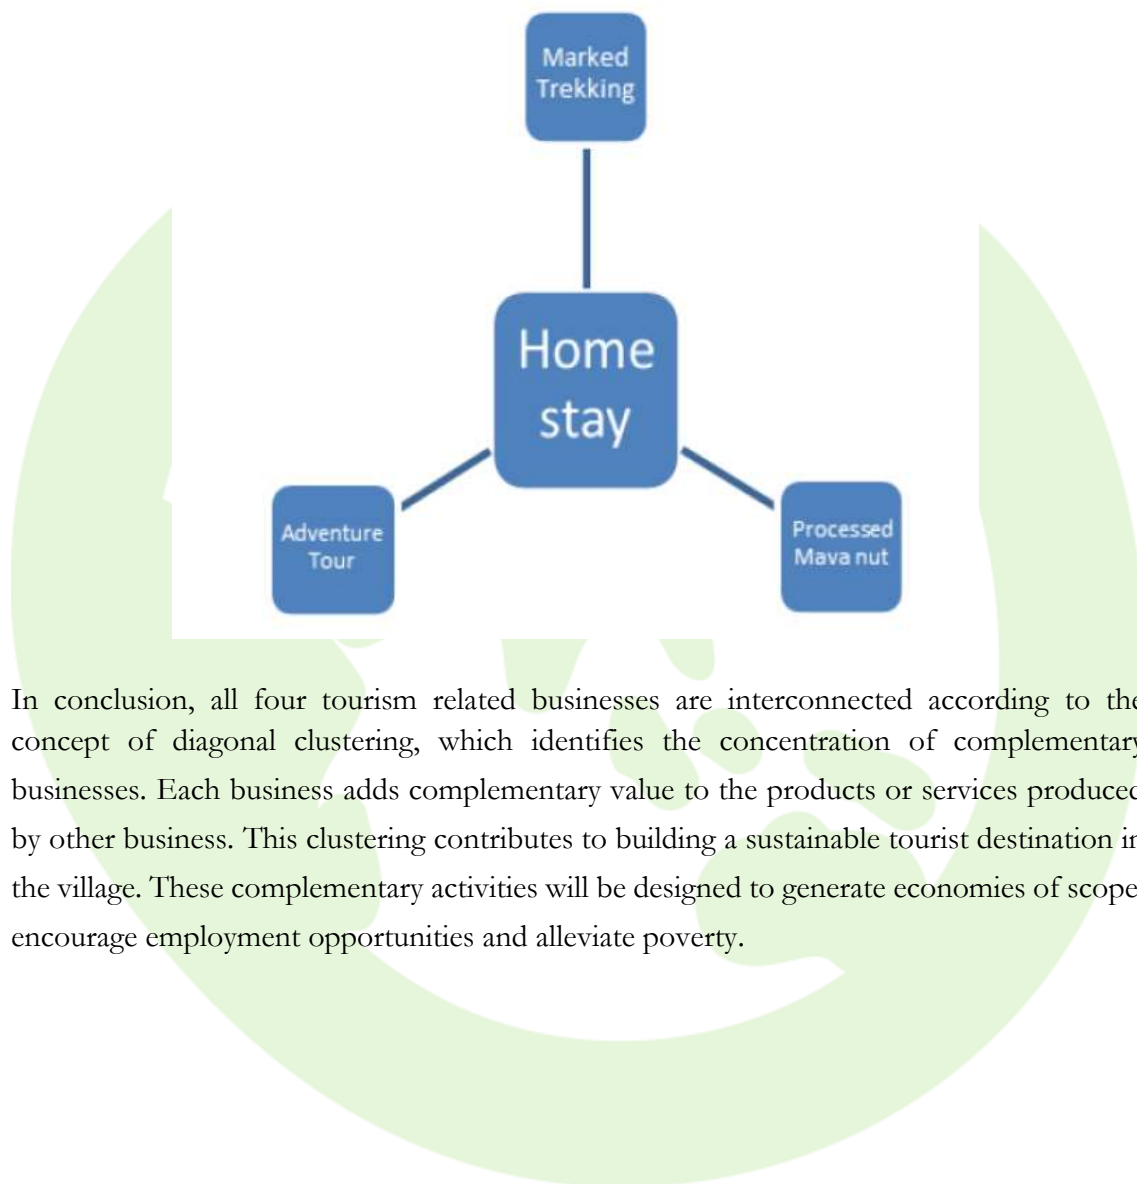 Marked
Trekking
Home
stay
Adventure
Tour
Processed
Mava nut
In conclusion, all four tourism related businesses are interconnected according to the
concept of diagonal clustering, which identifies the concentration of complementary
businesses. Each business adds complementary value to the products or services produced
by other business. This clustering contributes to building a sustainable tourist destination in
the village. These complementary activities will be designed to generate economies of scope
encourage employment opportunities and alleviate poverty.